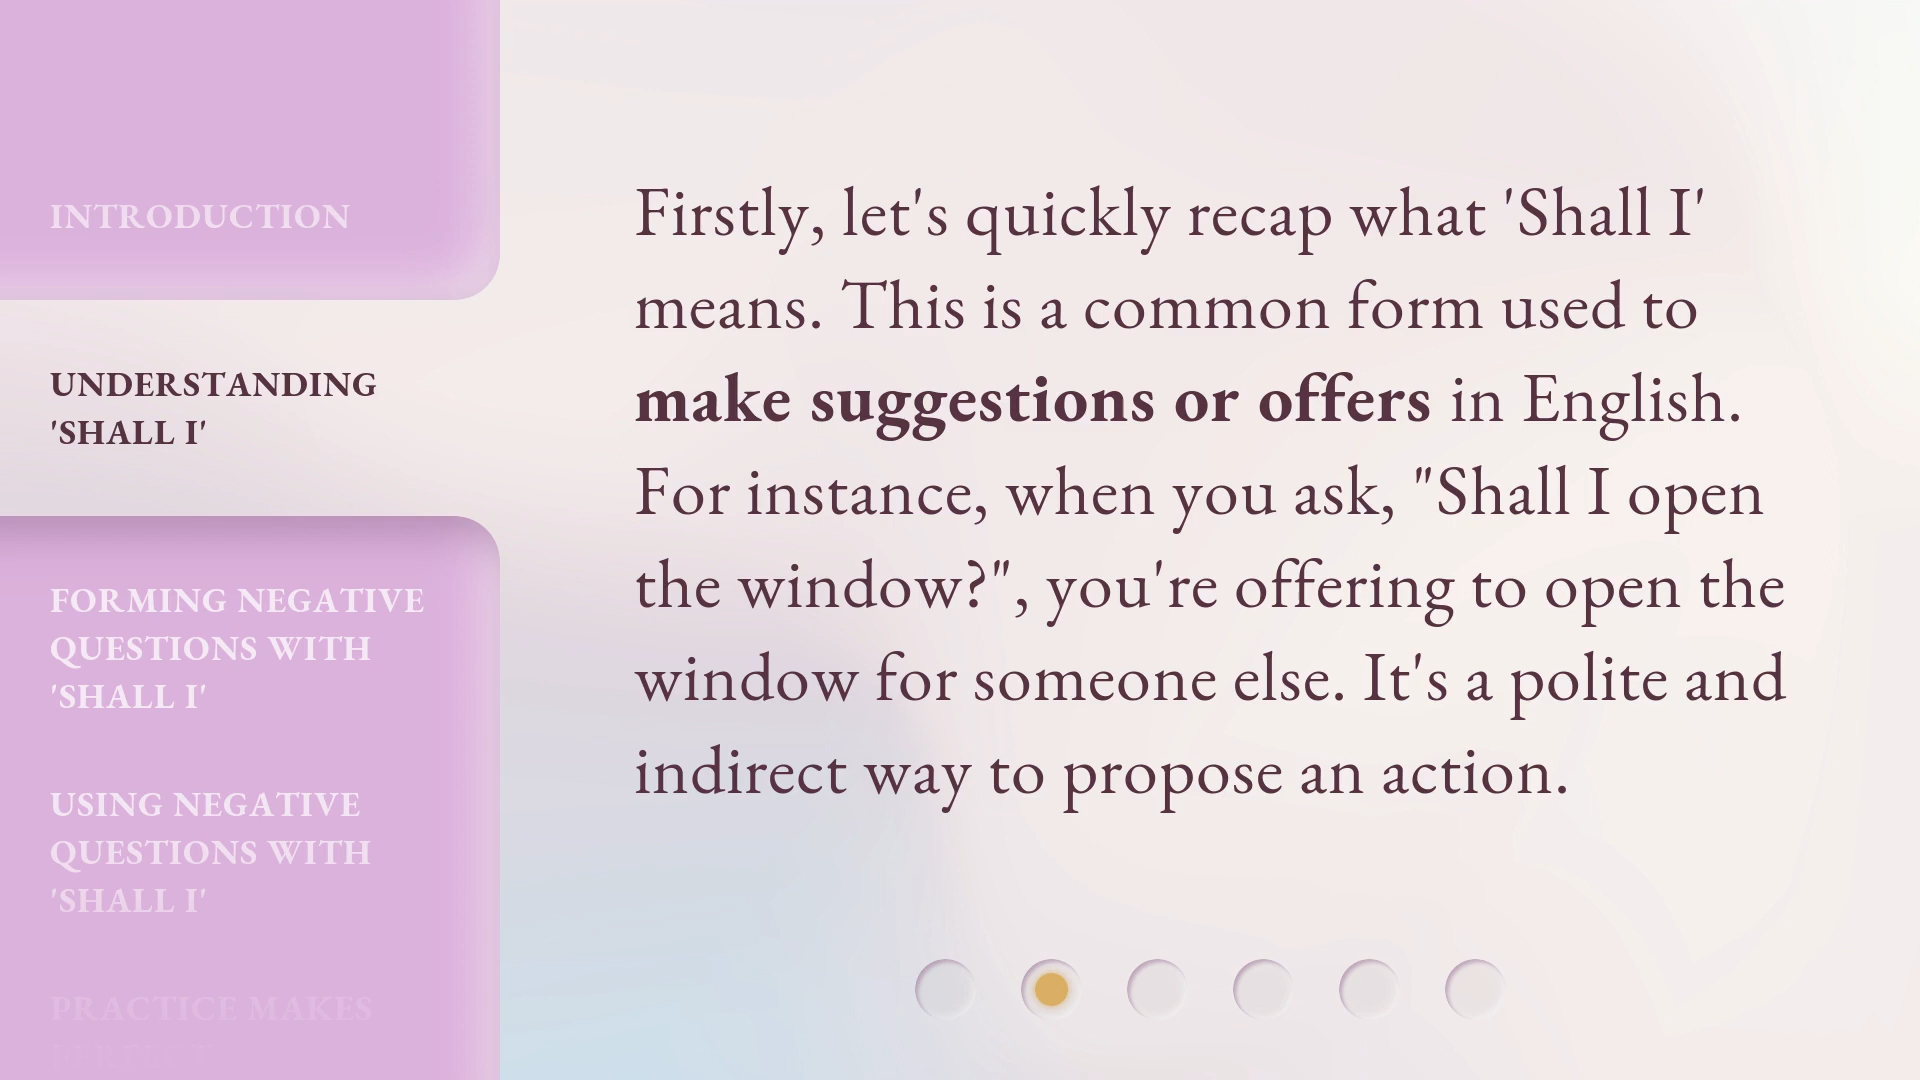 INTRODUCTION
UNDERSTANDING
'SHALL I'
FORMING NEGATIVE
QUESTIONS WITH
'SHALL I'
USING NEGATIVE
QUESTIONS WITH
'SHALL I'
PRACTICE MAKES
PERFECT
Firstly, let's quickly recap what 'Shall I'
means. This is a common form used to
make suggestions or offers in English.
For instance, when you ask, "Shall I open
the window?", you're offering to open the
window for someone else. It's a polite and
indirect way to propose an action.